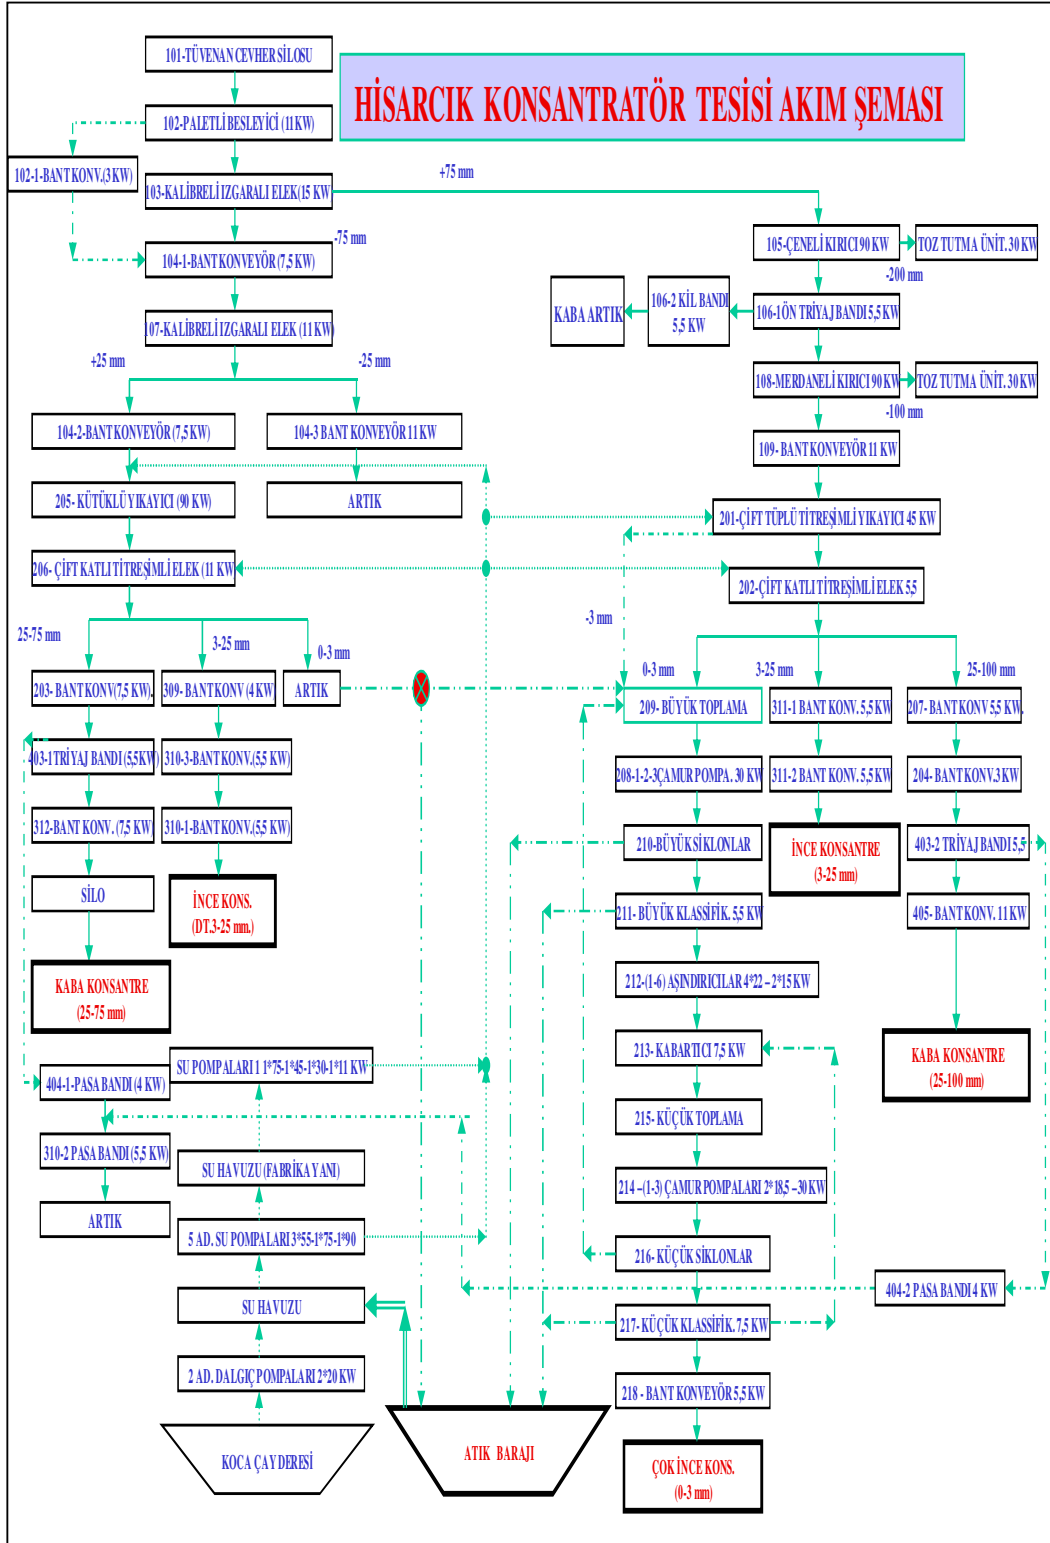 101-TÜVENAN CEVHER SİLOSU
HİSARCIK KONSANTRATÖR TESİSİ AKIM ŞEMASI
102-PALETLİ BESLEYİCİ (11KW)
102-1-BANT KONV.(3 KW)
103-KALİBRELİ IZGARALI ELEK(15 KW)
+75 mm
-75 mm
104-1-BANT KONVEYÖR (7,5 KW)
105-ÇENELİ KIRICI 90 KW
TOZ TUTMA ÜNİT. 30 KW
-200 mm
KABA ARTIK
106-2 KİL BANDI
5,5 KW
106-1ÖN TRİYAJ BANDI 5,5 KW
107-KALİBRELİ IZGARALI ELEK (11 KW)
+25 mm
-25 mm
108-MERDANELİ KIRICI 90 KW
TOZ TUTMA ÜNİT. 30 KW
-100 mm
104-2-BANT KONVEYÖR (7,5 KW)
104-3 BANT KONVEYÖR 11 KW
109- BANT KONVEYÖR 11 KW
205- KÜTÜKLÜ YIKAYICI (90 KW)
ARTIK
201-ÇİFT TÜPLÜ TİTREŞİMLİ YIKAYICI 45 KW
206- ÇİFT KATLI TİTREŞİMLİ ELEK (11 KW)
202-ÇİFT KATLI TİTREŞİMLİ ELEK 5,5
-3 mm
25-75 mm
3-25 mm
0-3 mm
0-3 mm
3-25 mm
25-100 mm
203- BANT KONV(7,5 KW).
309- BANT KONV (4 KW)
ARTIK
209- BÜYÜK TOPLAMA
311-1 BANT KONV. 5,5 KW
207- BANT KONV 5,5 KW.
403-1TRİYAJ BANDI (5,5KW)
310-3-BANT KONV.(5,5 KW)
208-1-2-3ÇAMUR POMPA. 30 KW
311-2 BANT KONV. 5,5 KW
204- BANT KONV.3 KW
312-BANT KONV. (7,5 KW)
310-1-BANT KONV.(5,5 KW)
210-BÜYÜK SİKLONLAR
İNCE KONSANTRE
(3-25 mm)
403-2 TRİYAJ BANDI 5,5
SİLO
İNCE KONS.
(DT.3-25 mm.)
211- BÜYÜK KLASSİFİK. 5,5 KW
405- BANT KONV. 11 KW
KABA KONSANTRE
(25-75 mm)
212-(1-6) AŞINDIRICILAR 4*22 – 2*15 KW
SU POMPALARI 1 1*75-1*45-1*30-1*11 KW
213- KABARTICI 7,5 KW
KABA KONSANTRE
(25-100 mm)
404-1-PASA BANDI (4 KW)
215- KÜÇÜK TOPLAMA
310-2 PASA BANDI (5,5 KW)
SU HAVUZU (FABRİKA YANI)
214 –(1-3) ÇAMUR POMPALARI 2*18,5 –30 KW
ARTIK
5 AD. SU POMPALARI 3*55-1*75-1*90
216- KÜÇÜK SİKLONLAR
404-2 PASA BANDI 4 KW
SU HAVUZU
217- KÜÇÜK KLASSİFİK. 7,5 KW
2 AD. DALGIÇ POMPALARI 2*20 KW
218 - BANT KONVEYÖR 5,5 KW
KOCA ÇAY DERESİ
ATIK BARAJI
ÇOK İNCE KONS.
(0-3 mm)